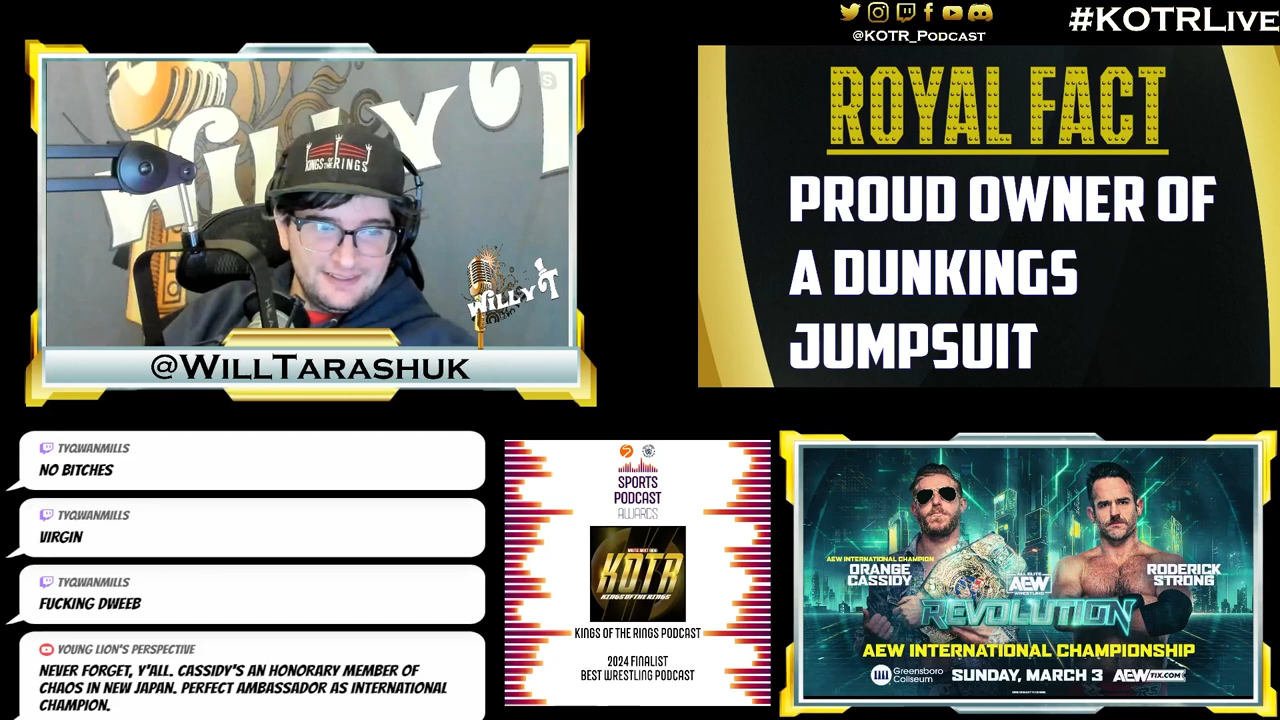 @KOTR_Podcast
#KOTRLive
Willy T
KINGS OF THE RINGS
WILLY T
@WillTarashuk
ROYAL FACT
PROUD OWNER OF
A DUNKINGS
JUMPSUIT
TYQWANMILLS
NO BITCHES
TYQWANMILLS
VIRGIN
TYQWANMILLS
FUCKING DWEEB
YOUNG LION'S PERSPECTIVE
NEVER FORGET, Y'ALL. CASSIDY'S AN HONORARY MEMBER OF
CHAOS IN NEW JAPAN. PERFECT AMBASSADOR AS INTERNATIONAL
CHAMPION.
SPORTS
PODCAST
AWARDS
KOTR
KINGS OF THE RINGS
KINGS OF THE RINGS PODCAST
2024 FINALIST
BEST WRESTLING PODCAST
AEW INTERNATIONAL CHAMPION
ORANGE
CASSIDY
RODERICK
STRONG
AEW
REVOLUTION
AEW INTERNATIONAL CHAMPIONSHIP
Greensboro
Coliseum
SUNDAY, MARCH 3
AEWTIX.COM